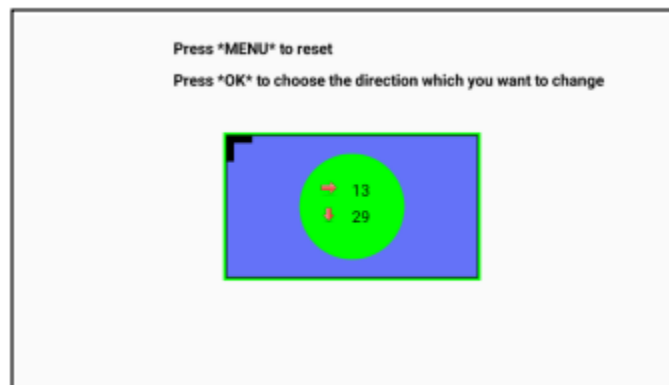 Press *MENU* to reset
Press *OK* to choose the direction which you want to change
13
29